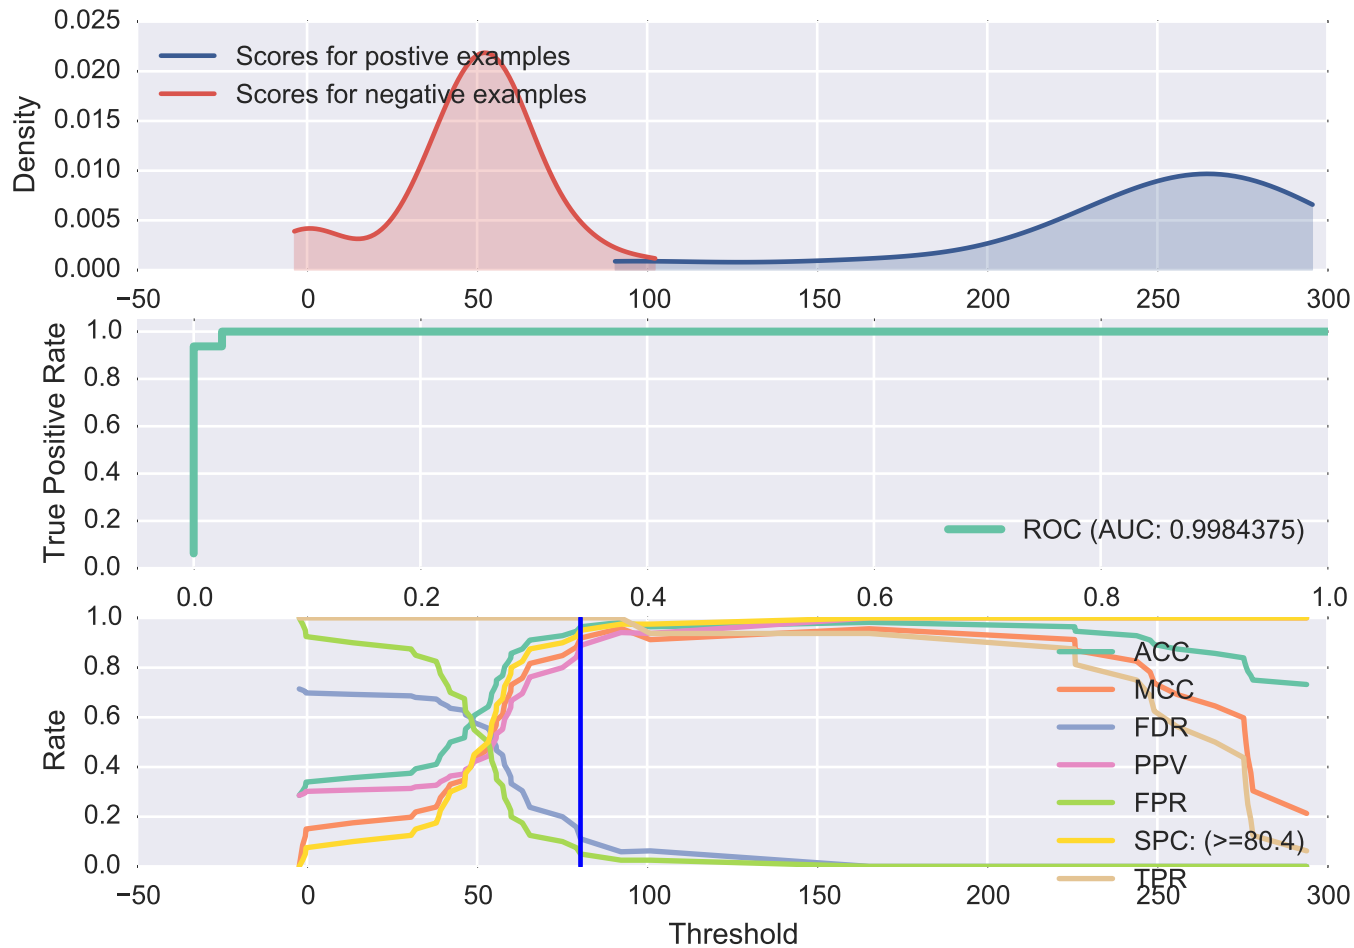 0.025
0.020
0.015
0.010
0.005
0.000
Density
Scores for postive examples
Scores for negative examples
−50 0 50 100 150 200 250 300
1.0
0.8
0.6
0.4
0.2
0.0
True Positive Rate
ROC (AUC: 0.9984375)
0.0 0.2 0.4 0.6 0.8 1.0
1.0
0.8
0.6
0.4
0.2
0.0
Rate
ACC
MCC
FDR
PPV
FPR
SPC: (>=80.4)
TPR
−50 0 50 100 150 200 250 300
Threshold